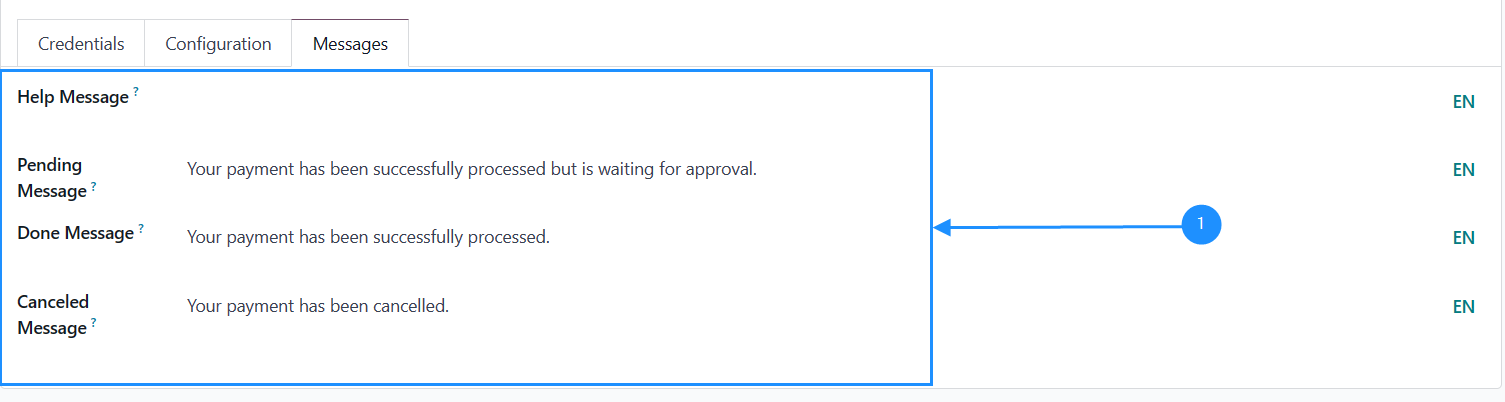 Credentials Configuration Messages
Help Message ? EN
Pending
Message ? Your payment has been successfully processed but is waiting for approval. EN
Done Message ? Your payment has been successfully processed. EN
1
Canceled
Message ? Your payment has been cancelled. EN